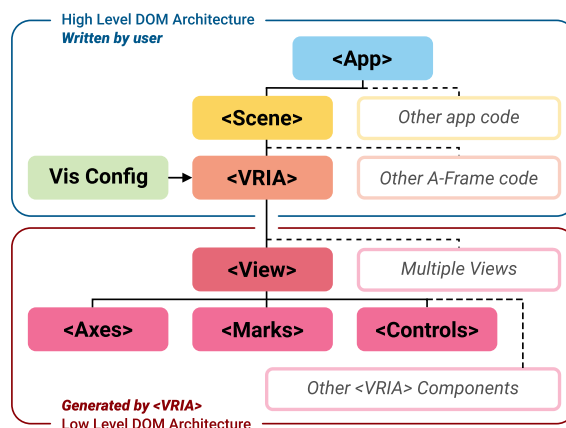 High Level DOM Architecture
Written by user
<App>
<Scene>
Other app code
Vis Config
<VRIA>
Other A-Frame code
<View>
Multiple Views
<Axes>
<Marks>
<Controls>
Other <VRIA> Components
Generated by <VRIA>
Low Level DOM Architecture